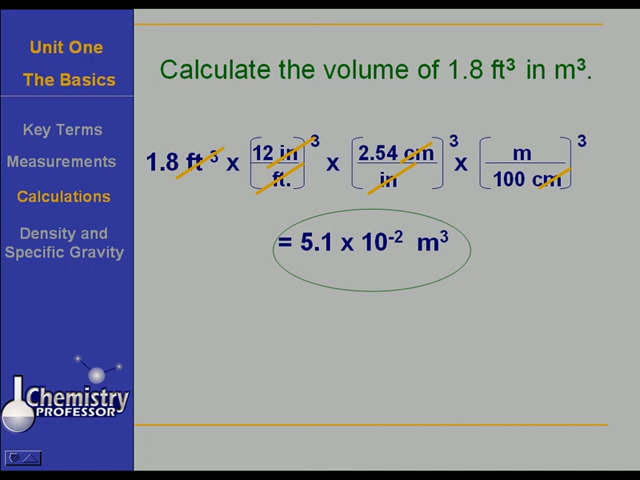 Unit One
The Basics
Key Terms
Measurements
Calculations
Density and
Specific Gravity
Chemistry
PROFESSOR
Calculate the volume of 1.8 ft³ in m³.
1.8 ft ³ x [12 in / ft.]³ x [2.54 cm / in]³ x [m / 100 cm]³
= 5.1 x 10⁻² m³